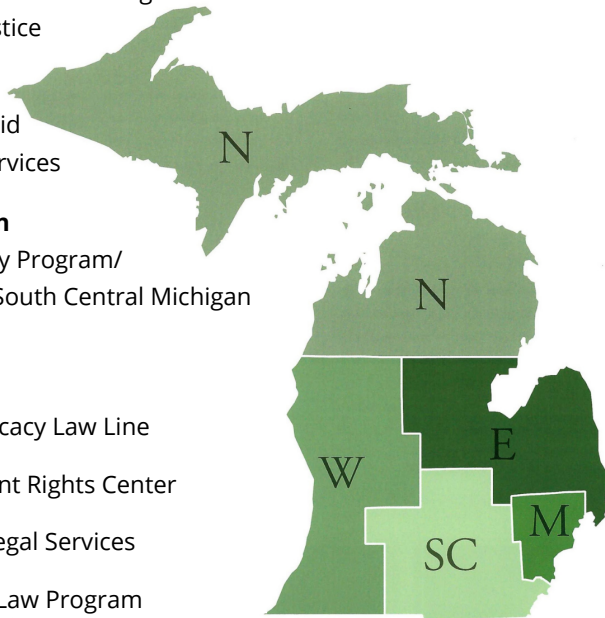 stice
id
rvices
n
y Program/
South Central Michigan
cacy Law Line
nt Rights Center
egal Services
Law Program
N
N
W
E
M
SC